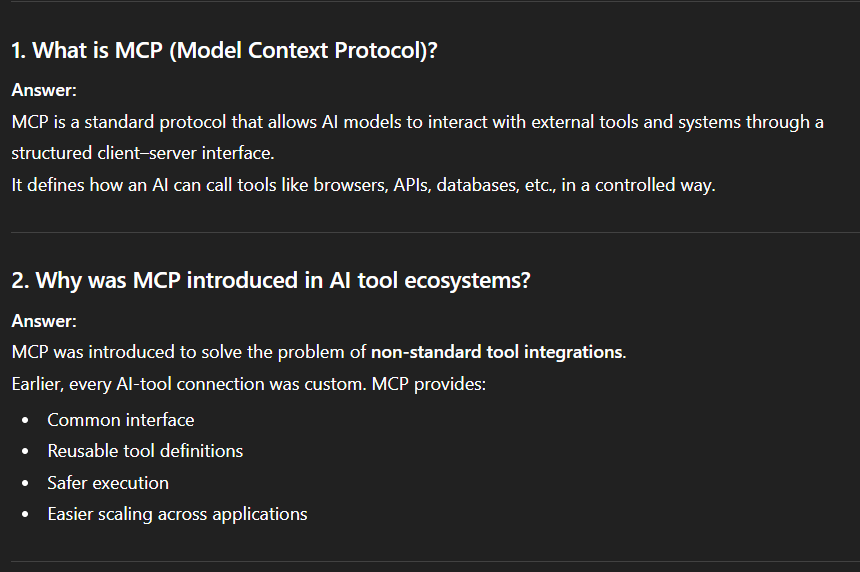 1. What is MCP (Model Context Protocol)?
Answer:
MCP is a standard protocol that allows AI models to interact with external tools and systems through a
structured client–server interface.
It defines how an AI can call tools like browsers, APIs, databases, etc., in a controlled way.
2. Why was MCP introduced in AI tool ecosystems?
Answer:
MCP was introduced to solve the problem of non-standard tool integrations.
Earlier, every AI-tool connection was custom. MCP provides:
• Common interface
• Reusable tool definitions
• Safer execution
• Easier scaling across applications